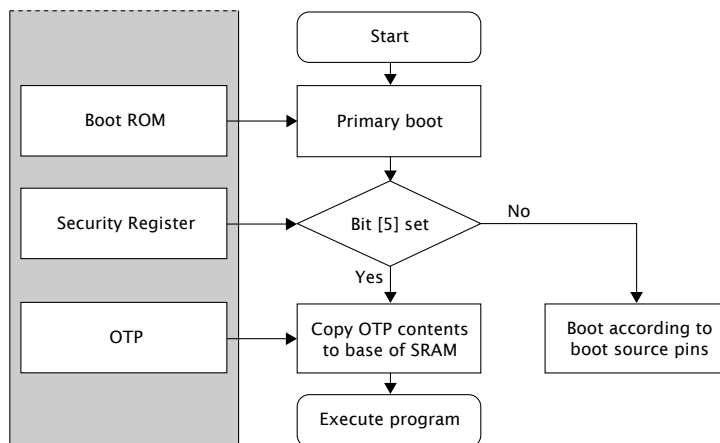 Start
Boot ROM
Primary boot
Security Register
Bit [5] set
No
Yes
OTP
Copy OTP contents
to base of SRAM
Boot according to
boot source pins
Execute program